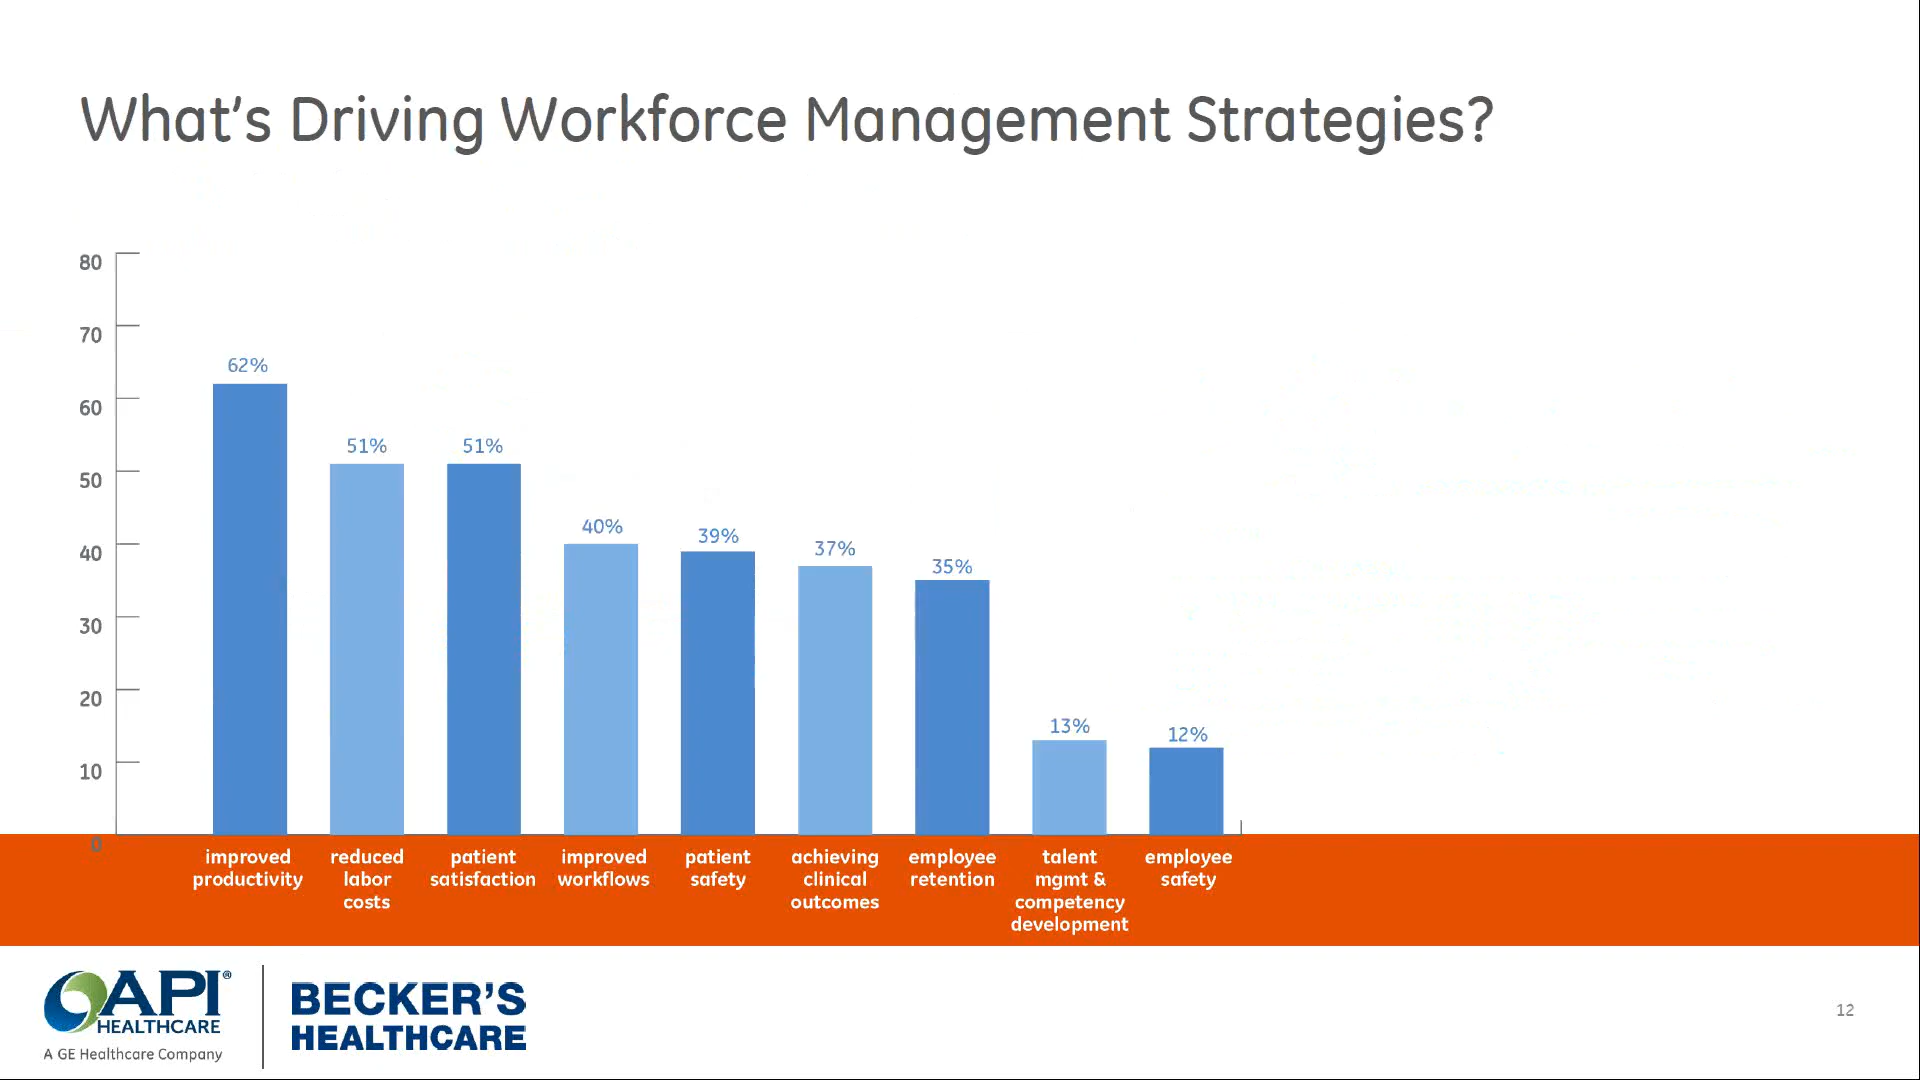 What's Driving Workforce Management Strategies?
80
70
60
50
40
30
20
10
0
62%
51%
51%
40%
39%
37%
35%
13%
12%
improved
productivity
reduced
labor
costs
patient
satisfaction
improved
workflows
patient
safety
achieving
clinical
outcomes
employee
retention
talent
mgmt &
competency
development
employee
safety
API®
HEALTHCARE
A GE Healthcare Company
BECKER'S
HEALTHCARE
12